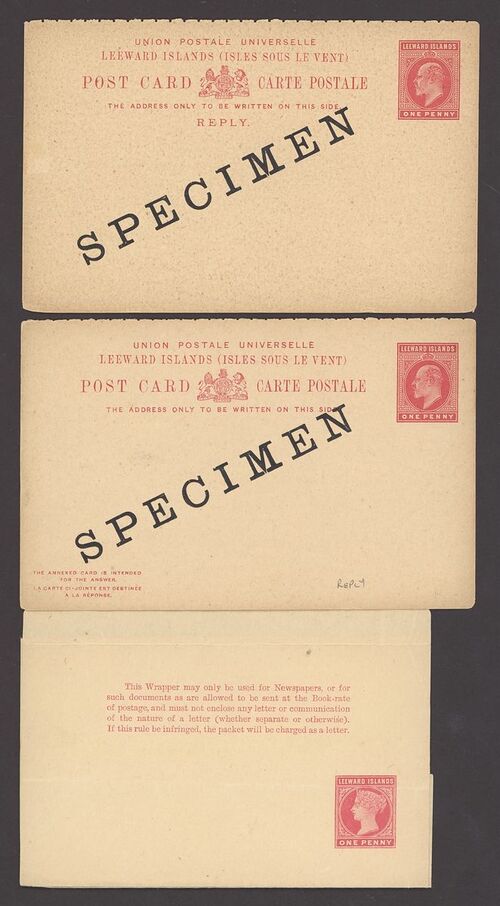 UNION POSTALE UNIVERSELLE
LEEWARD ISLANDS (ISLES SOUS LE VENT)
POST CARD CARTE POSTALE
THE ADDRESS ONLY TO BE WRITTEN ON THIS SIDE.
REPLY.
LEEWARD ISLANDS
ONE PENNY
SPECIMEN
UNION POSTALE UNIVERSELLE
LEEWARD ISLANDS (ISLES SOUS LE VENT)
POST CARD CARTE POSTALE
THE ADDRESS ONLY TO BE WRITTEN ON THIS SIDE.
LEEWARD ISLANDS
ONE PENNY
SPECIMEN
THE ANNEXED CARD IS INTENDED
FOR THE ANSWER.
LA CARTE CI-JOINTE EST DESTINÉE
À LA RÉPONSE.
REPLY
This Wrapper may only be used for Newspapers, or for
such documents as are allowed to be sent at the Book-rate
of postage, and must not enclose any letter or communication
of the nature of a letter (whether separate or otherwise).
If this rule be infringed, the packet will be charged as a letter.
LEEWARD ISLANDS
ONE PENNY